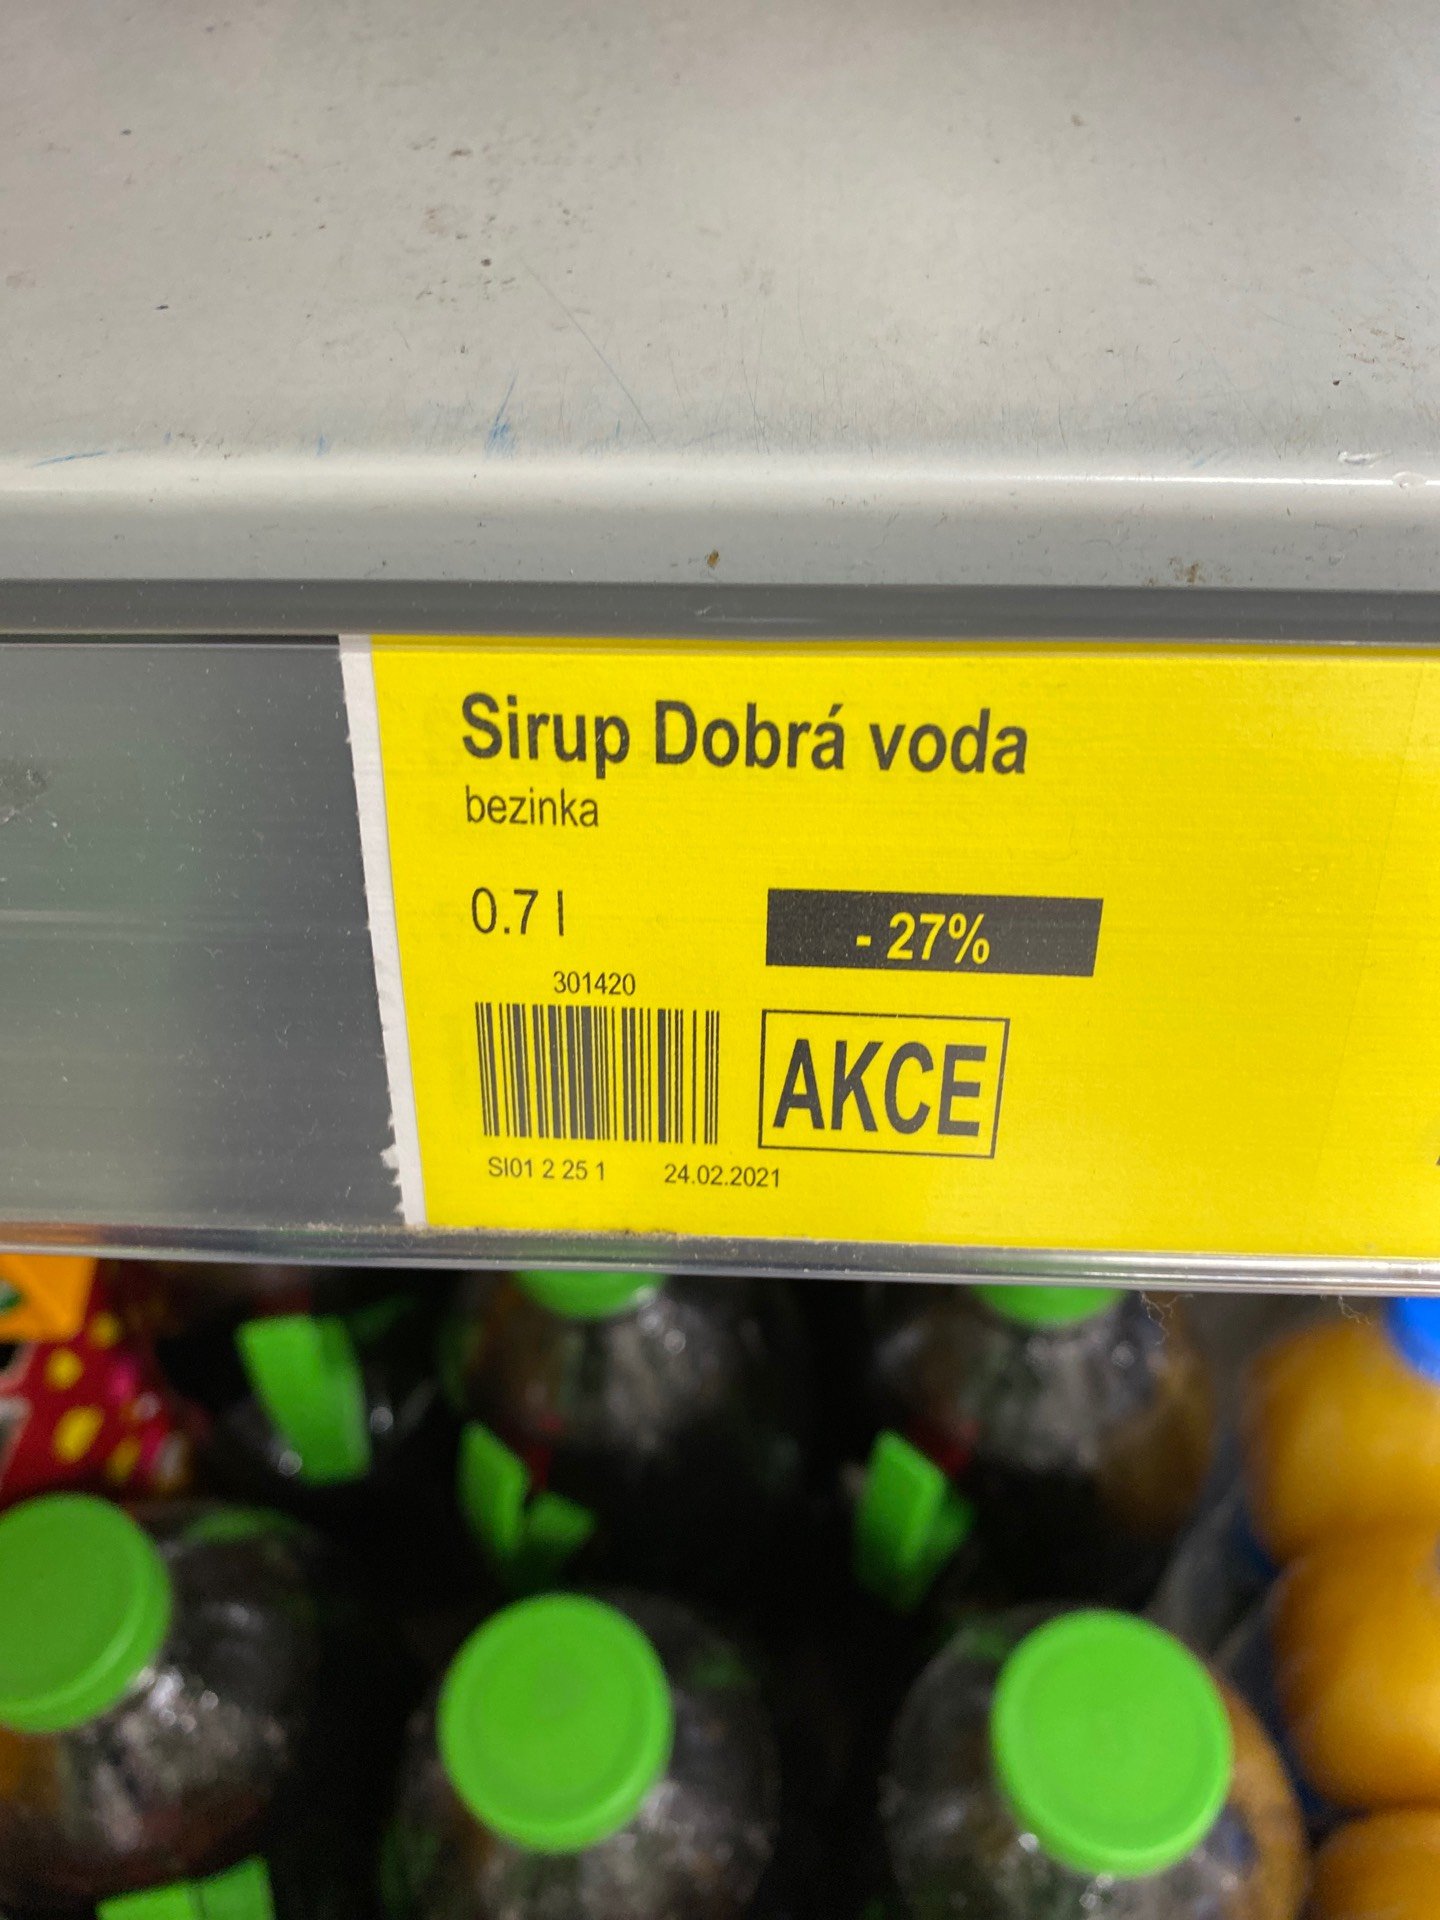 Sirup Dobrá voda
bezinka
0.7 l
- 27%
301420
AKCE
SI01 2 25 1 24.02.2021